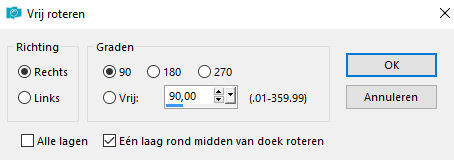 Vrij roteren
Richting
Rechts
Links
Graden
90 180 270
Vrij: 90,00 (.01-359.99)
OK
Annuleren
Alle lagen Eén laag rond midden van doek roteren